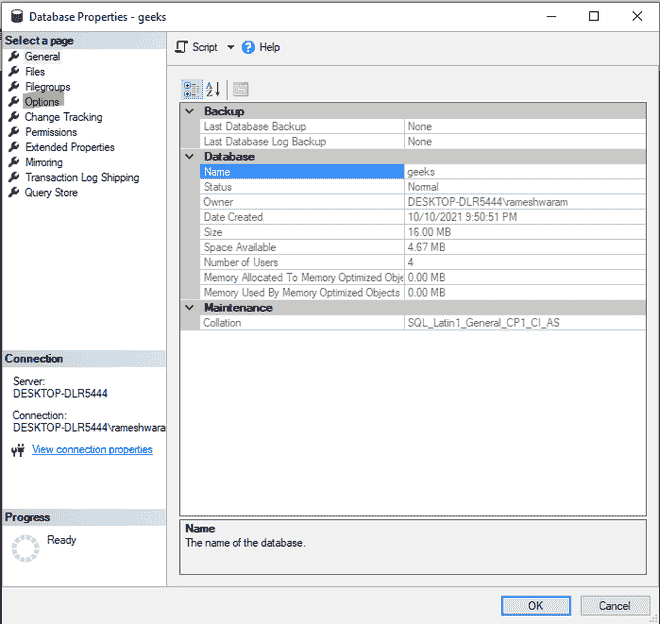 Database Properties - geeks
Select a page
General
Files
Filegroups
Options
Change Tracking
Permissions
Extended Properties
Mirroring
Transaction Log Shipping
Query Store
Connection
Server:
DESKTOP-DLR5444
Connection:
DESKTOP-DLR5444\rameshwara
View connection properties
Progress
Ready
Script Help
Backup
Last Database Backup None
Last Database Log Backup None
Database
Name geeks
Status Normal
Owner DESKTOP-DLR5444\rameshwaram
Date Created 10/10/2021 9:50:51 PM
Size 16.00 MB
Space Available 4.67 MB
Number of Users 4
Memory Allocated To Memory Optimized Obje 0.00 MB
Memory Used By Memory Optimized Objects 0.00 MB
Maintenance
Collation SQL_Latin1_General_CP1_CI_AS
Name
The name of the database.
OK Cancel